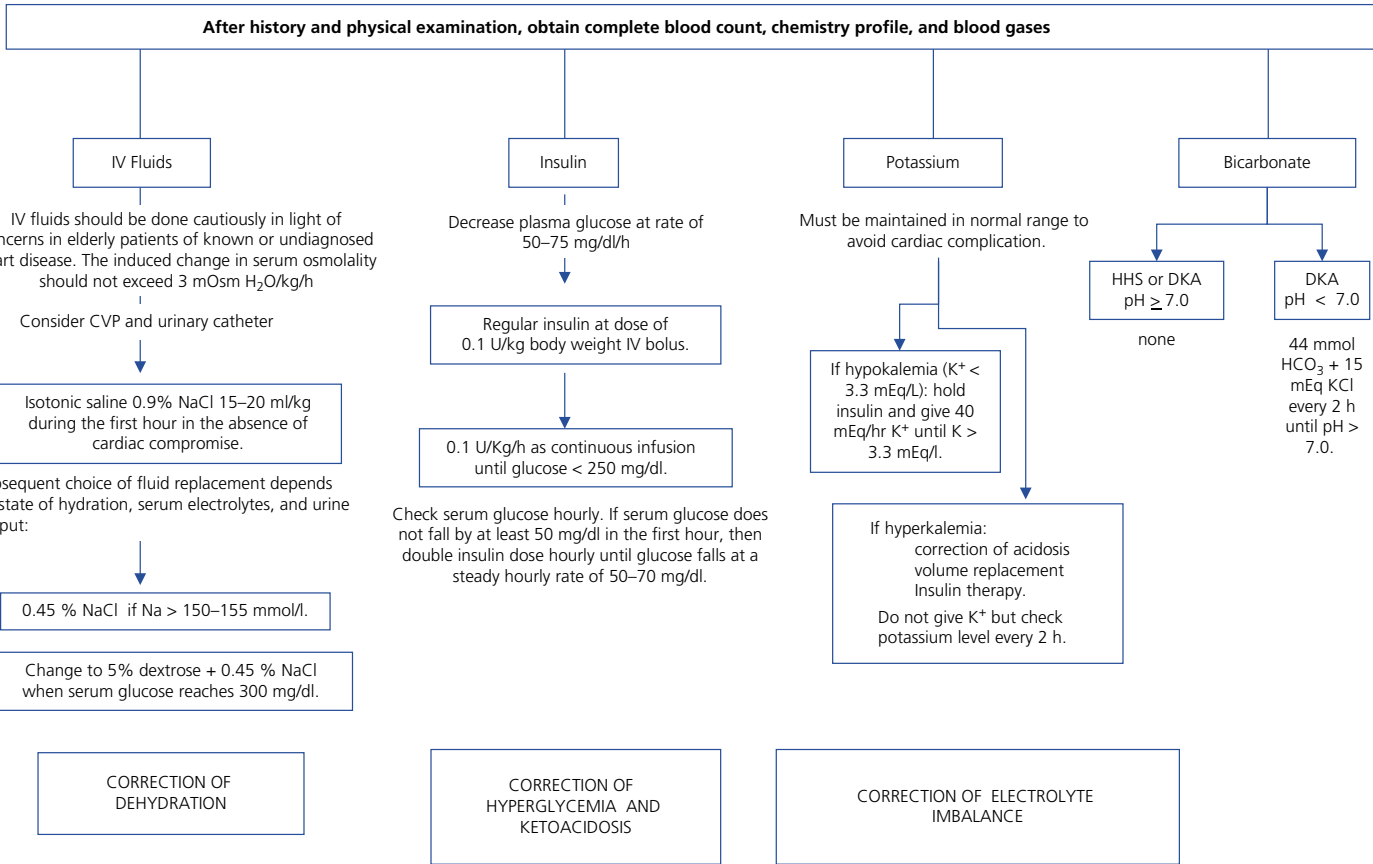 After history and physical examination, obtain complete blood count, chemistry profile, and blood gases
IV Fluids
IV fluids should be done cautiously in light of
in elderly patients of known or undiagnosed
disease. The induced change in serum osmolality
should not exceed 3 mOsm H₂O/kg/h
Consider CVP and urinary catheter
Isotonic saline 0.9% NaCl 15–20 ml/kg
during the first hour in the absence of
cardiac compromise.
choice of fluid replacement depends
state of hydration, serum electrolytes, and urine
0.45 % NaCl if Na > 150–155 mmol/l.
Change to 5% dextrose + 0.45 % NaCl
when serum glucose reaches 300 mg/dl.
CORRECTION OF
DEHYDRATION
Insulin
Decrease plasma glucose at rate of
50–75 mg/dl/h
Regular insulin at dose of
0.1 U/kg body weight IV bolus.
0.1 U/Kg/h as continuous infusion
until glucose < 250 mg/dl.
Check serum glucose hourly. If serum glucose does
not fall by at least 50 mg/dl in the first hour, then
double insulin dose hourly until glucose falls at a
steady hourly rate of 50–70 mg/dl.
CORRECTION OF
HYPERGLYCEMIA AND
KETOACIDOSIS
Potassium
Must be maintained in normal range to
avoid cardiac complication.
If hypokalemia (K⁺ <
3.3 mEq/L): hold
insulin and give 40
mEq/hr K⁺ until K >
3.3 mEq/l.
If hyperkalemia:
correction of acidosis
volume replacement
Insulin therapy.
Do not give K⁺ but check
potassium level every 2 h.
CORRECTION OF ELECTROLYTE
IMBALANCE
Bicarbonate
HHS or DKA
pH ≥ 7.0
none
DKA
pH < 7.0
44 mmol
HCO₃ + 15
mEq KCl
every 2 h
until pH >
7.0.